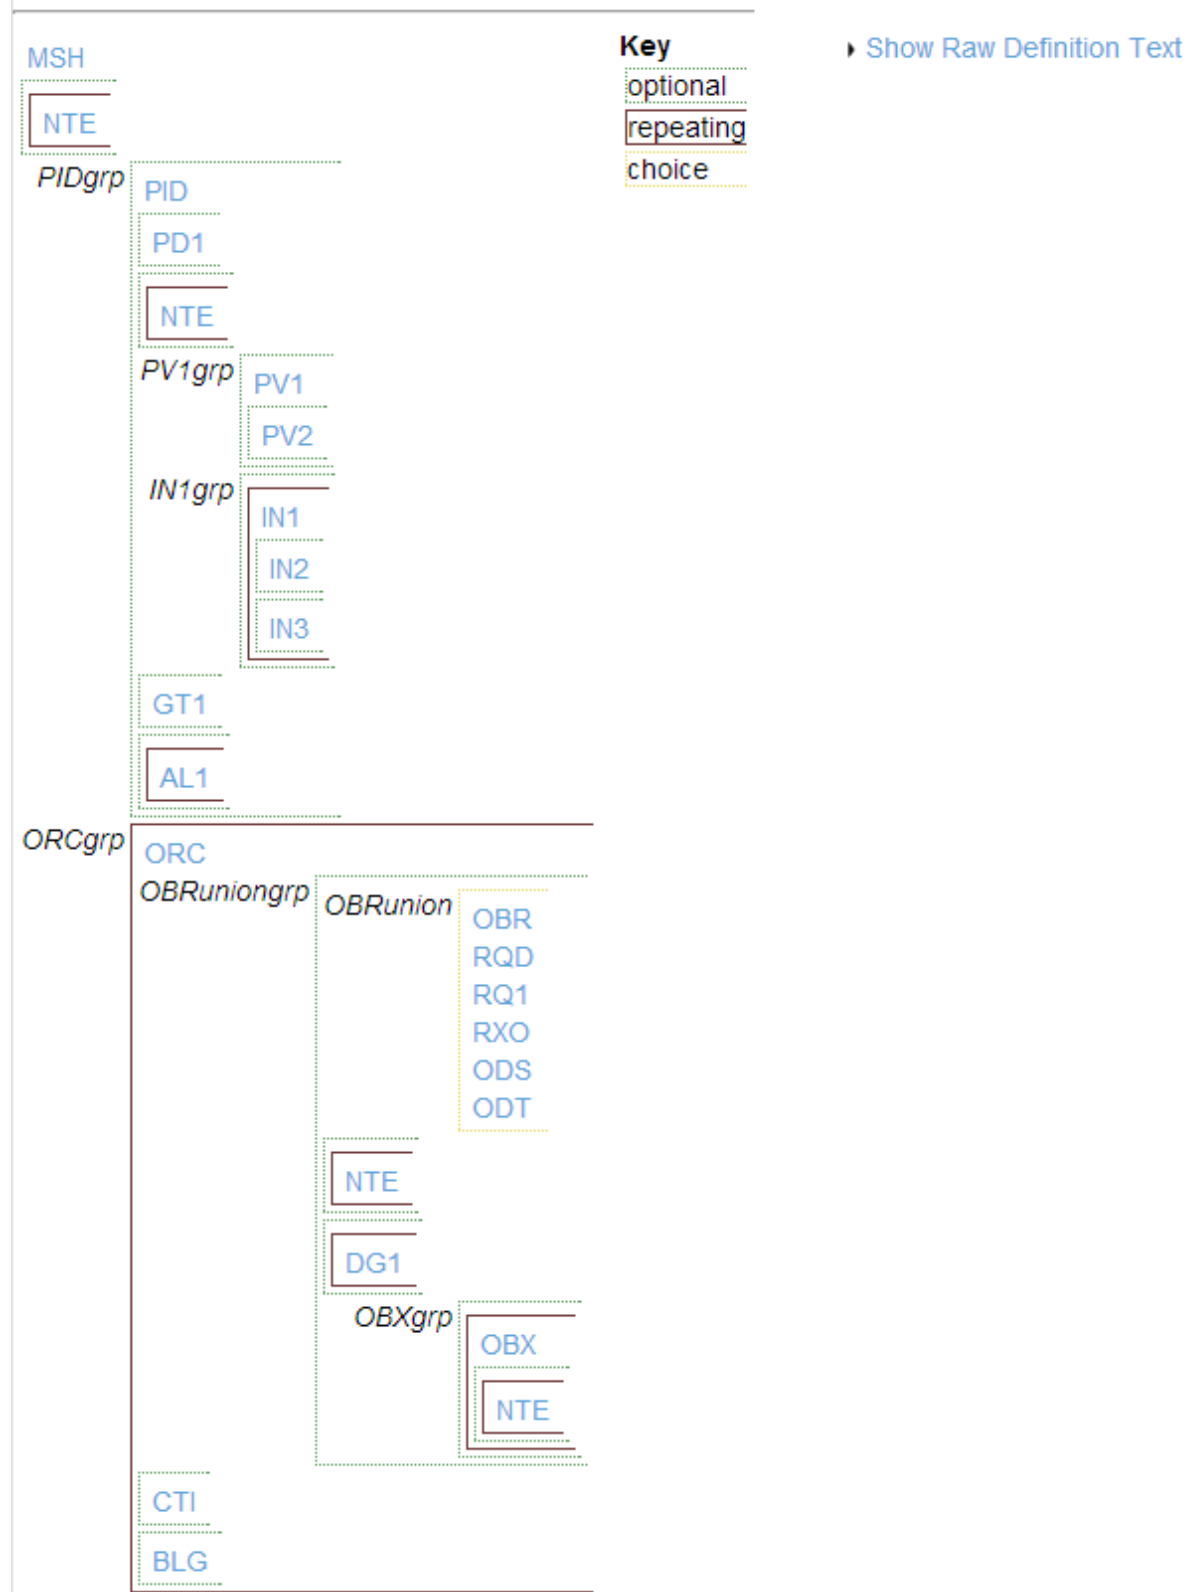 MSH
NTE
PIDgrp
PID
PD1
NTE
PV1grp
PV1
PV2
IN1grp
IN1
IN2
IN3
GT1
AL1
ORCgrp
ORC
OBRuniongrp
OBRunion
OBR
RQD
RQ1
RXO
ODS
ODT
NTE
DG1
OBXgrp
OBX
NTE
CTI
BLG
Key
optional
repeating
choice
Show Raw Definition Text